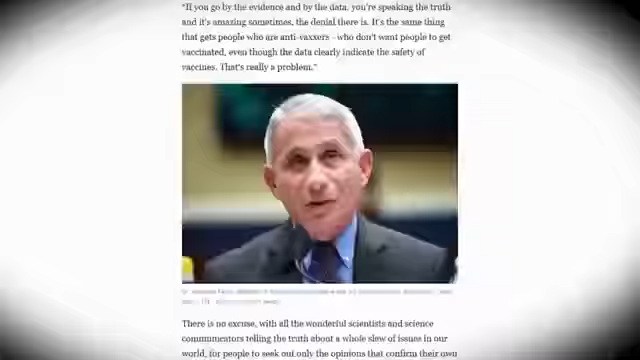 "If you go by the evidence and by the data, you're speaking the truth
and it's amazing sometimes, the denial there is. It's the same thing
that gets people who are anti-vaxxers - who don't want people to get
vaccinated, even though the data clearly indicate the safety of
vaccines. That's really a problem."
There is no excuse, with all the wonderful scientists and science
communicators telling the truth about a whole slew of issues in our
world, for people to seek out only the opinions that confirm their own